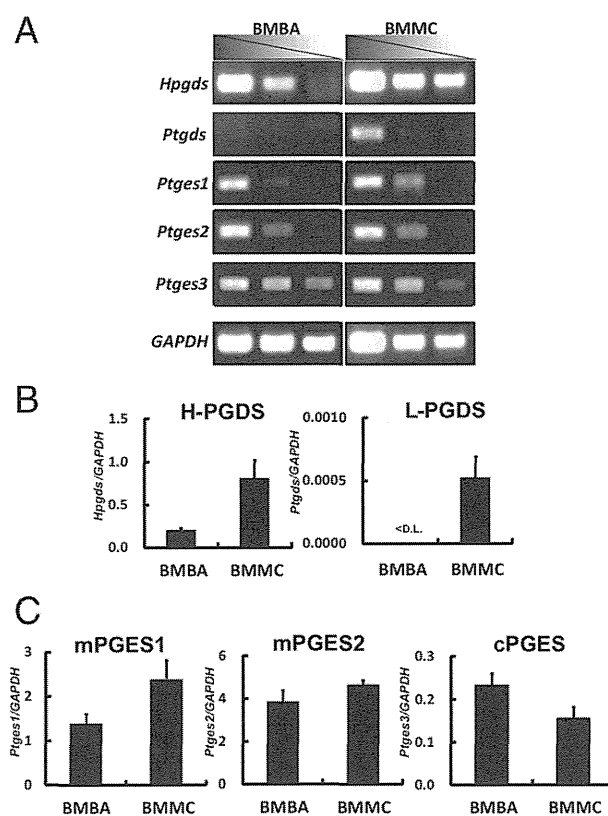 A
BMBA BMMC
Hpgds
Ptgds
Ptges1
Ptges2
Ptges3
GAPDH
B
H-PGDS
Hpgds/GAPDH
1.5
1.0
0.5
0.0
BMBA BMMC
L-PGDS
Ptgds/GAPDH
0.0010
0.0005
0.0000
<D.L.
BMBA BMMC
C
mPGES1
Ptges1/GAPDH
3
2
1
0
BMBA BMMC
mPGES2
Ptges2/GAPDH
6
4
2
0
BMBA BMMC
cPGES
Ptges3/GAPDH
0.3
0.2
0.1
0.0
BMBA BMMC